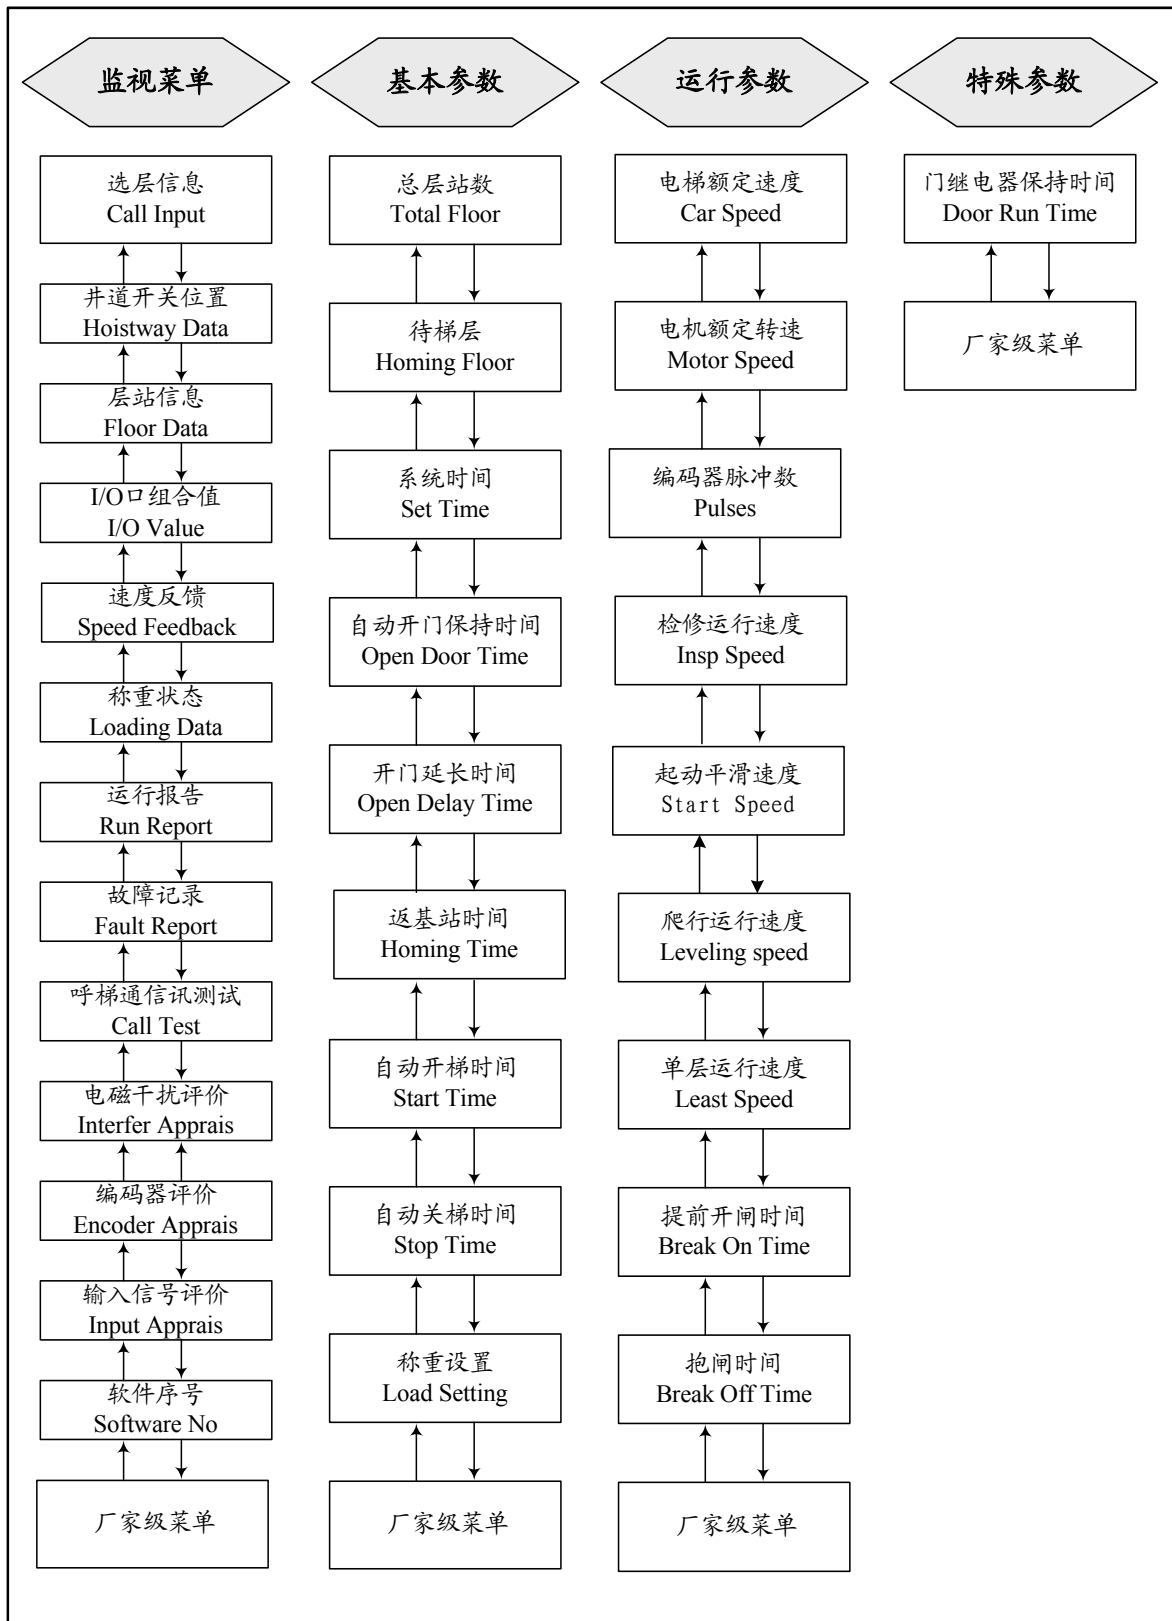 监视菜单
选层信息
Call Input
井道开关位置
Hoistway Data
层站信息
Floor Data
I/O口组合值
I/O Value
速度反馈
Speed Feedback
称重状态
Loading Data
运行报告
Run Report
故障记录
Fault Report
呼梯通信讯测试
Call Test
电磁干扰评价
Interfer Apprais
编码器评价
Encoder Apprais
输入信号评价
Input Apprais
软件序号
Software No
厂家级菜单
基本参数
总层站数
Total Floor
待梯层
Homing Floor
系统时间
Set Time
自动开门保持时间
Open Door Time
开门延长时间
Open Delay Time
返基站时间
Homing Time
自动开梯时间
Start Time
自动关梯时间
Stop Time
称重设置
Load Setting
厂家级菜单
运行参数
电梯额定速度
Car Speed
电机额定转速
Motor Speed
编码器脉冲数
Pulses
检修运行速度
Insp Speed
起动平滑速度
Start Speed
爬行运行速度
Leveling speed
单层运行速度
Least Speed
提前开闸时间
Break On Time
抱闸时间
Break Off Time
厂家级菜单
特殊参数
门继电器保持时间
Door Run Time
厂家级菜单